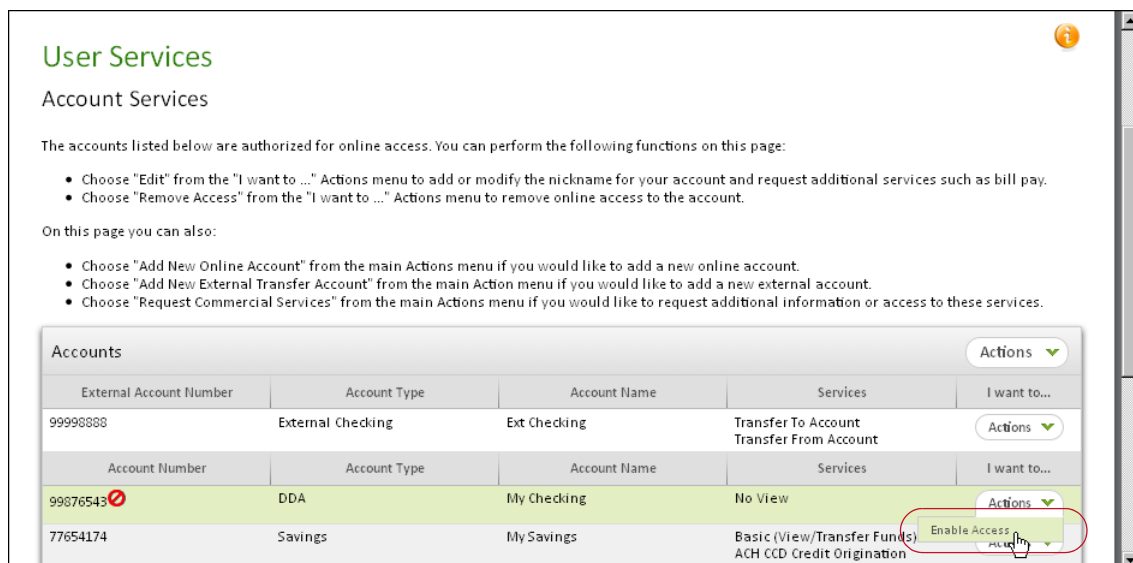 User Services
Account Services
The accounts listed below are authorized for online access. You can perform the following functions on this page:
• Choose "Edit" from the "I want to ..." Actions menu to add or modify the nickname for your account and request additional services such as bill pay.
• Choose "Remove Access" from the "I want to ..." Actions menu to remove online access to the account.
On this page you can also:
• Choose "Add New Online Account" from the main Actions menu if you would like to add a new online account.
• Choose "Add New External Transfer Account" from the main Action menu if you would like to add a new external account.
• Choose "Request Commercial Services" from the main Actions menu if you would like to request additional information or access to these services.
Accounts Actions
External Account Number Account Type Account Name Services I want to...
99998888 External Checking Ext Checking Transfer To Account Actions
Transfer From Account
Account Number Account Type Account Name Services I want to...
99876543 DDA My Checking No View Actions
Enable Access
77654174 Savings My Savings Basic (View/Transfer Funds)
ACH CCD Credit Origination